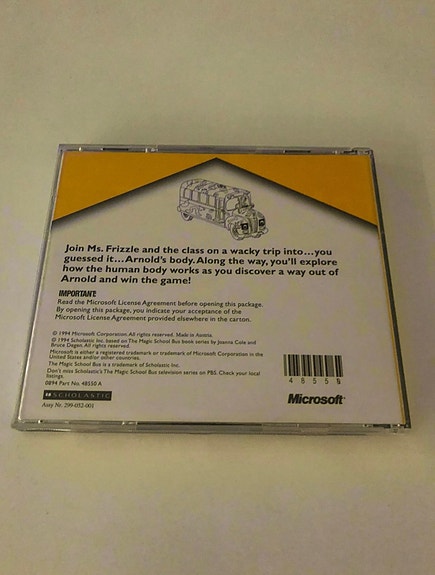 Join Ms. Frizzle and the class on a wacky trip into...you
guessed it...Arnold's body. Along the way, you'll explore
how the human body works as you discover a way out of
Arnold and win the game!
IMPORTANT:
Read the Microsoft License Agreement before opening this package.
By opening this package, you indicate your acceptance of the
Microsoft License Agreement provided elsewhere in the carton.
© 1994 Microsoft Corporation. All rights reserved. Made in Austria.
© 1994 Scholastic Inc. based on The Magic School Bus book series by Joanna Cole and
Bruce Degen. All rights reserved.
Microsoft is either a registered trademark or trademark of Microsoft Corporation in the
United States and/or other countries.
The Magic School Bus is a trademark of Scholastic Inc.
Don't miss Scholastic's The Magic School Bus television series on PBS. Check your local
listings.
0894 Part No. 48550 A
SCHOLASTIC
Assy Nr. 299-032-001
Microsoft